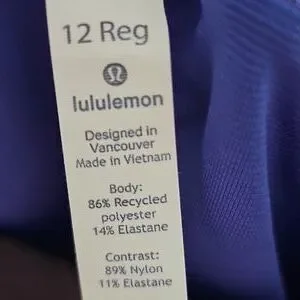 12 Reg
lululemon
Designed in
Vancouver
Made in Vietnam
Body:
86% Recycled
polyester
14% Elastane
Contrast:
89% Nylon
11% Elastane